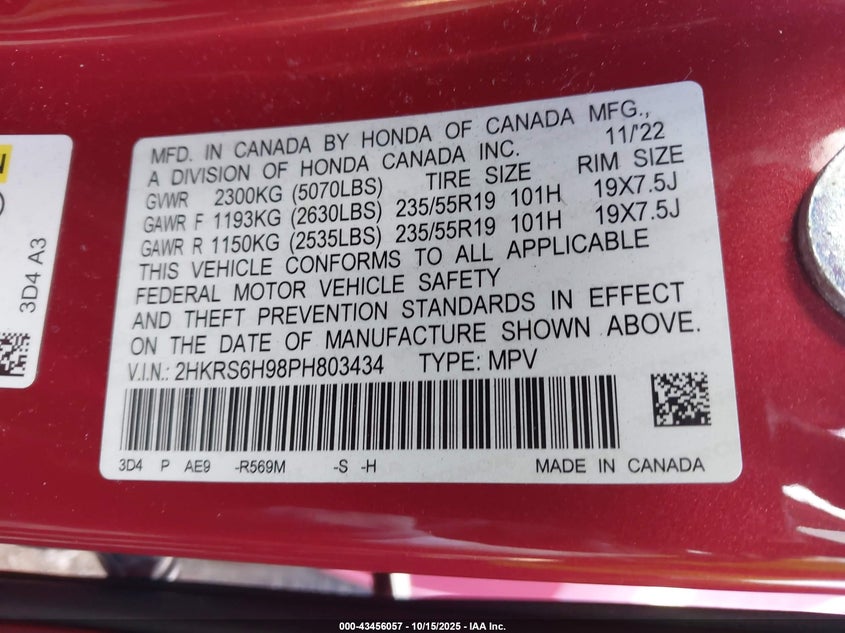 MFD. IN CANADA BY HONDA OF CANADA MFG.,
A DIVISION OF HONDA CANADA INC. 11/'22
GVWR 2300KG (5070LBS) TIRE SIZE RIM SIZE
GAWR F 1193KG (2630LBS) 235/55R19 101H 19X7.5J
GAWR R 1150KG (2535LBS) 235/55R19 101H 19X7.5J
THIS VEHICLE CONFORMS TO ALL APPLICABLE
FEDERAL MOTOR VEHICLE SAFETY
AND THEFT PREVENTION STANDARDS IN EFFECT
ON THE DATE OF MANUFACTURE SHOWN ABOVE.
V.I.N.: 2HKRS6H98PH803434 TYPE: MPV
3D4 P AE9 -R569M -S -H MADE IN CANADA
3D4 A3
000-43456057 - 10/15/2025 - IAA Inc.